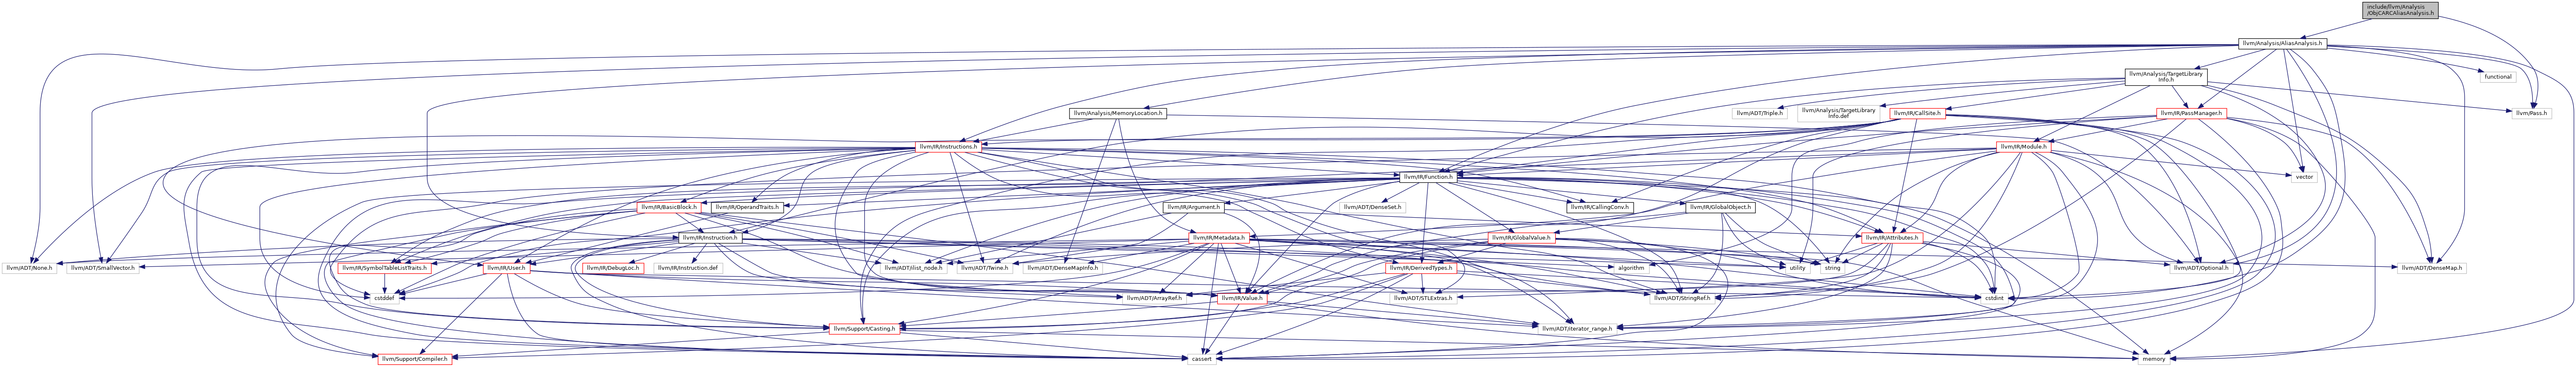 include/llvm/Analysis
/ObjCARCAliasAnalysis.h
llvm/Analysis/AliasAnalysis.h
llvm/Analysis/TargetLibrary
Info.h
functional
llvm/Analysis/MemoryLocation.h
llvm/ADT/Triple.h
llvm/Analysis/TargetLibrary
Info.def
llvm/IR/CallSite.h
llvm/IR/PassManager.h
llvm/Pass.h
llvm/IR/Instructions.h
llvm/IR/Module.h
llvm/IR/Function.h
vector
llvm/IR/BasicBlock.h
llvm/IR/OperandTraits.h
llvm/IR/Argument.h
llvm/ADT/DenseSet.h
llvm/IR/CallingConv.h
llvm/IR/GlobalObject.h
llvm/IR/Instruction.h
llvm/IR/Metadata.h
llvm/IR/GlobalValue.h
llvm/IR/Attributes.h
llvm/ADT/None.h
llvm/ADT/SmallVector.h
llvm/IR/SymbolTableListTraits.h
llvm/IR/User.h
llvm/IR/DebugLoc.h
llvm/IR/Instruction.def
llvm/ADT/ilist_node.h
llvm/ADT/Twine.h
llvm/ADT/DenseMapInfo.h
algorithm
llvm/IR/DerivedTypes.h
utility
string
llvm/ADT/Optional.h
llvm/ADT/DenseMap.h
cstddef
llvm/ADT/ArrayRef.h
llvm/IR/Value.h
llvm/ADT/STLExtras.h
llvm/ADT/StringRef.h
cstdint
llvm/Support/Casting.h
llvm/ADT/iterator_range.h
llvm/Support/Compiler.h
cassert
memory